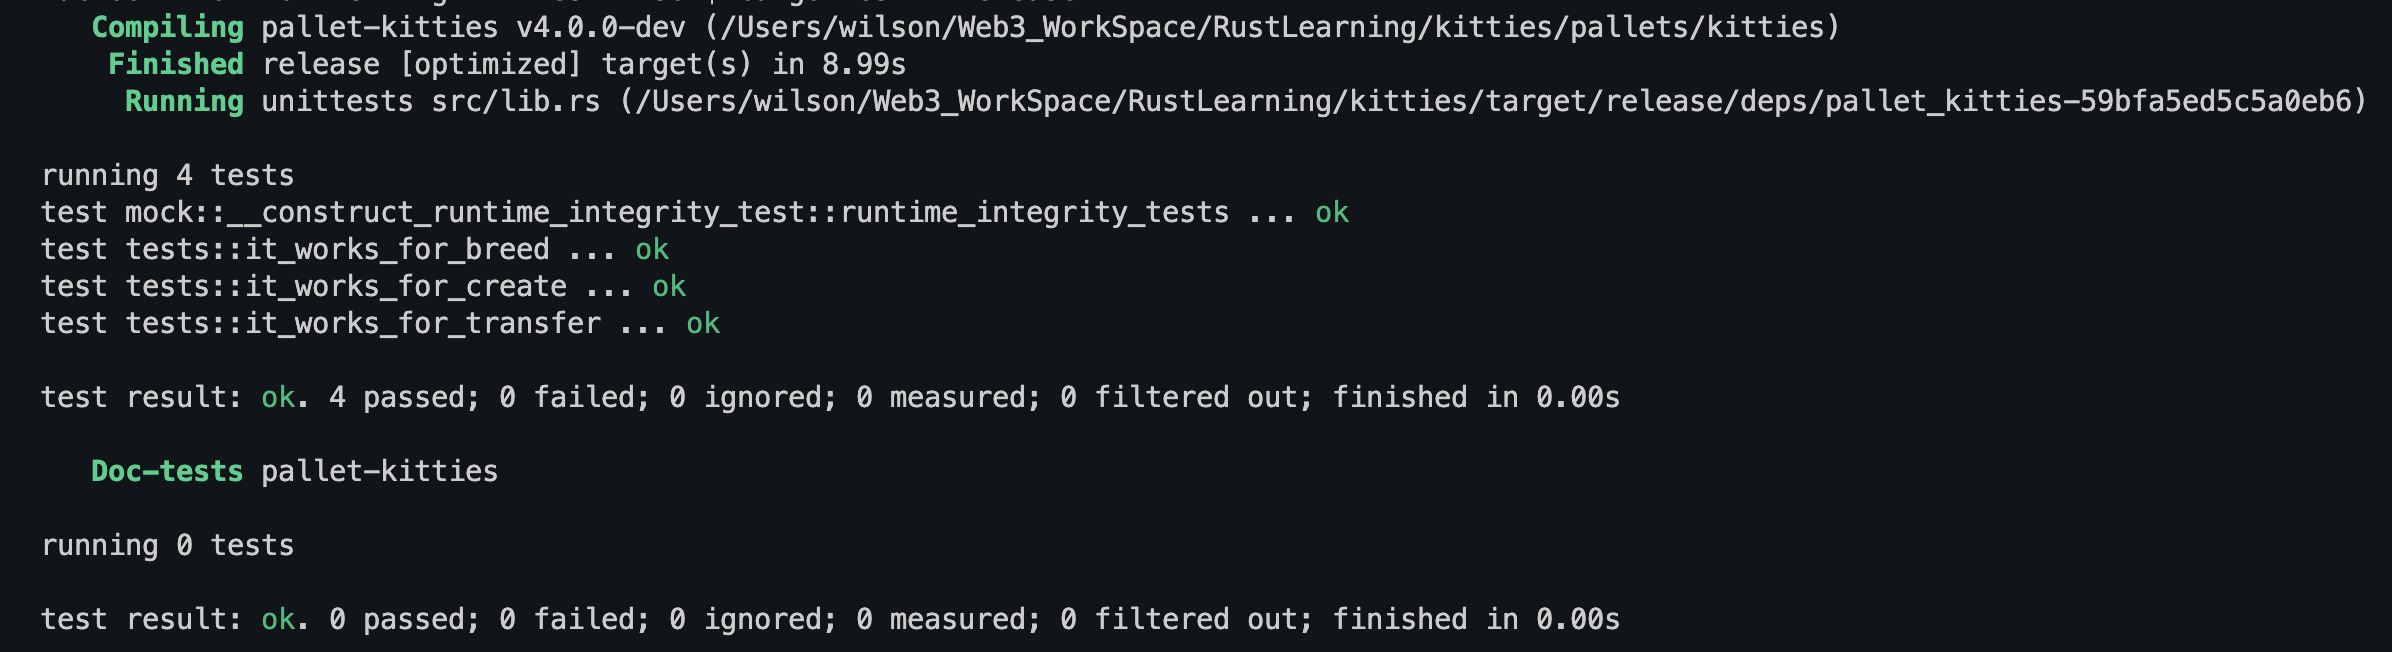 Compiling pallet-kitties v4.0.0-dev (/Users/wilson/Web3_WorkSpace/RustLearning/kitties/pallets/kitties)
Finished release [optimized] target(s) in 8.99s
Running unittests src/lib.rs (/Users/wilson/Web3_WorkSpace/RustLearning/kitties/target/release/deps/pallet_kitties-59bfa5ed5c5a0eb6)
running 4 tests
test mock::__construct_runtime_integrity_test::runtime_integrity_tests ... ok
test tests::it_works_for_breed ... ok
test tests::it_works_for_create ... ok
test tests::it_works_for_transfer ... ok
test result: ok. 4 passed; 0 failed; 0 ignored; 0 measured; 0 filtered out; finished in 0.00s
Doc-tests pallet-kitties
running 0 tests
test result: ok. 0 passed; 0 failed; 0 ignored; 0 measured; 0 filtered out; finished in 0.00s